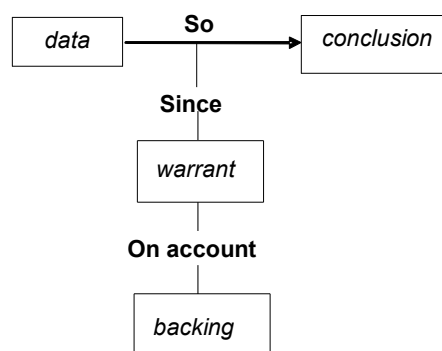 So
data
conclusion
Since
warrant
On account
backing